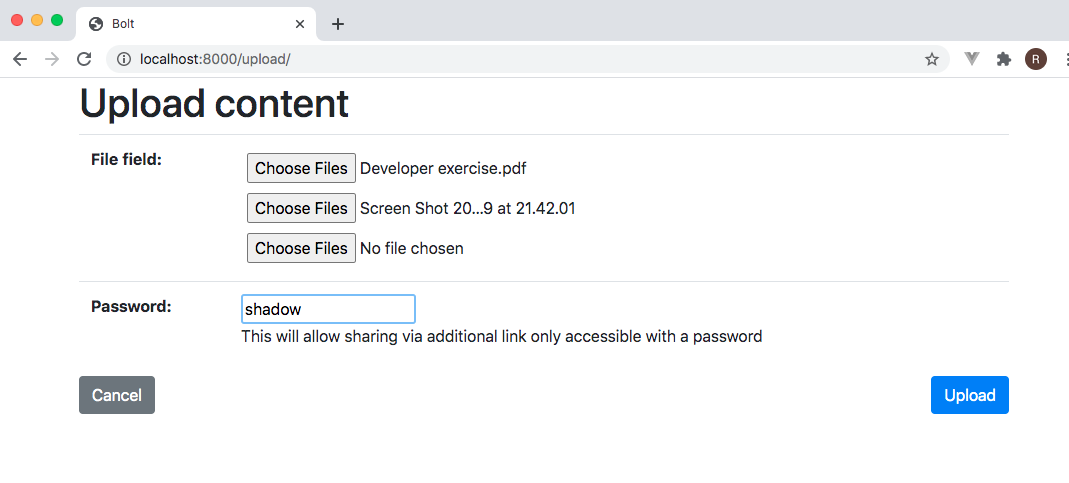 Bolt
localhost:8000/upload/
R
Upload content
File field:
Choose Files Developer exercise.pdf
Choose Files Screen Shot 20...9 at 21.42.01
Choose Files No file chosen
Password:
shadow
This will allow sharing via additional link only accessible with a password
Cancel Upload